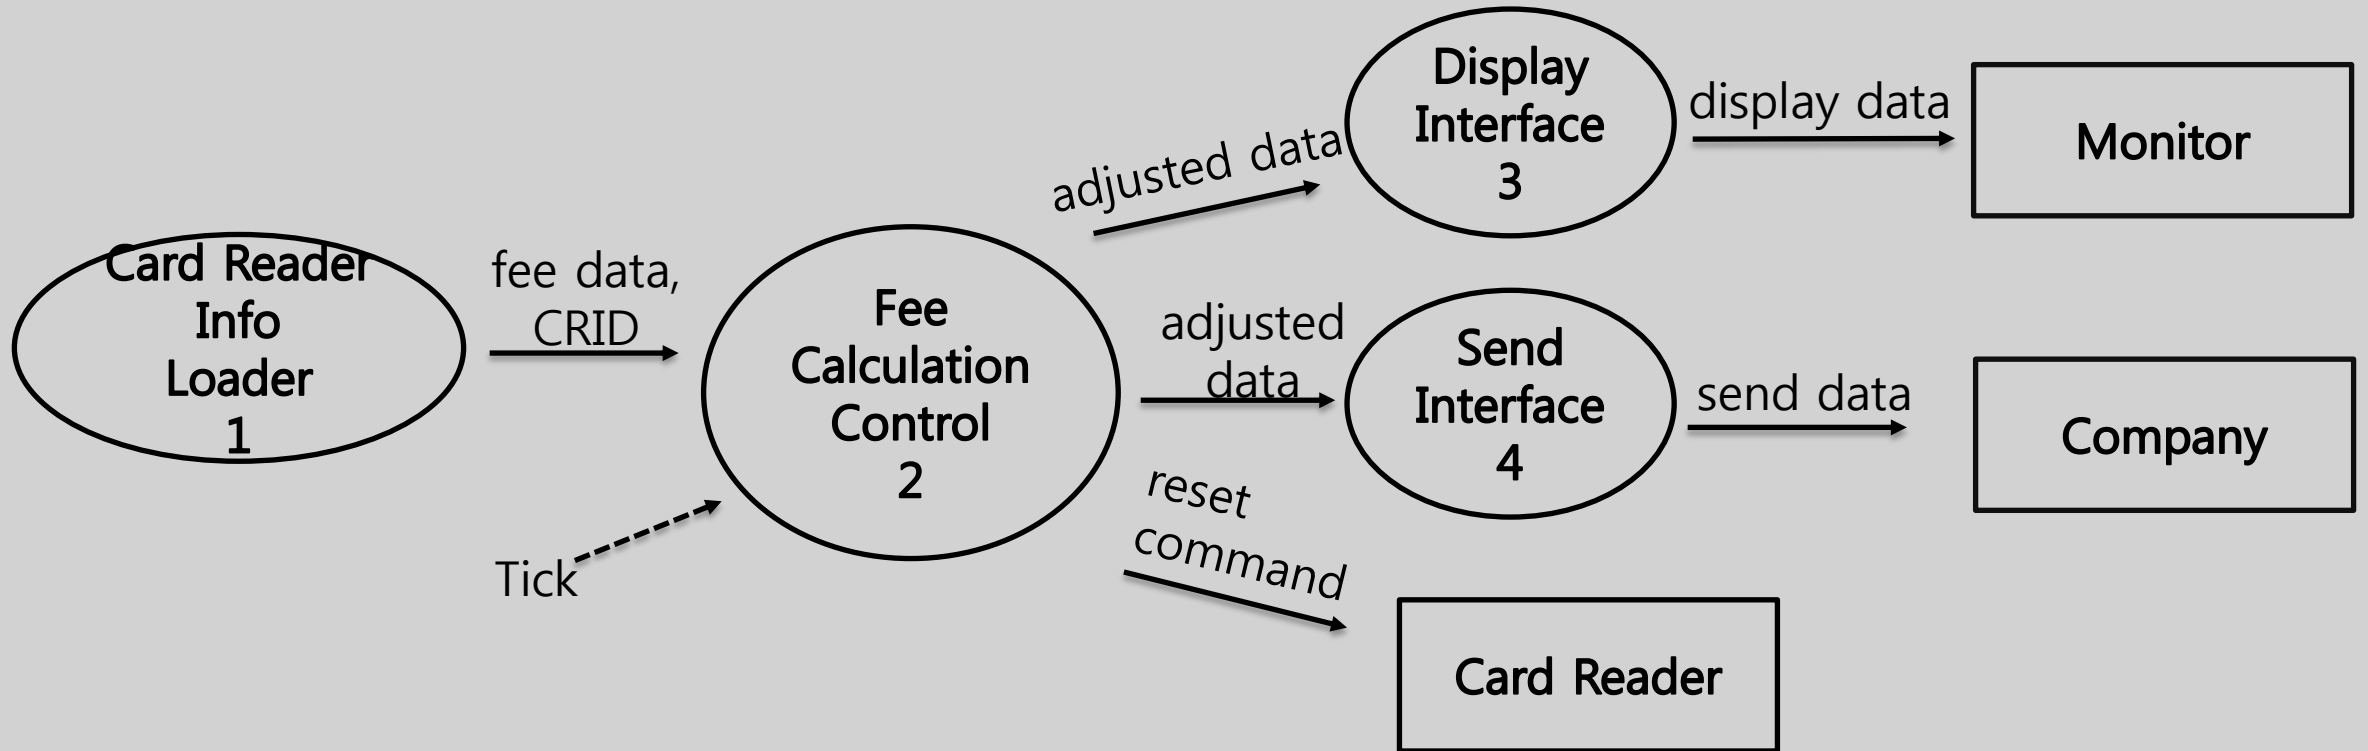 Card Reader
Info
Loader
1
fee data,
CRID
Tick
Fee
Calculation
Control
2
adjusted data
adjusted
data
reset
command
Display
Interface
3
display data
Monitor
Send
Interface
4
send data
Company
Card Reader